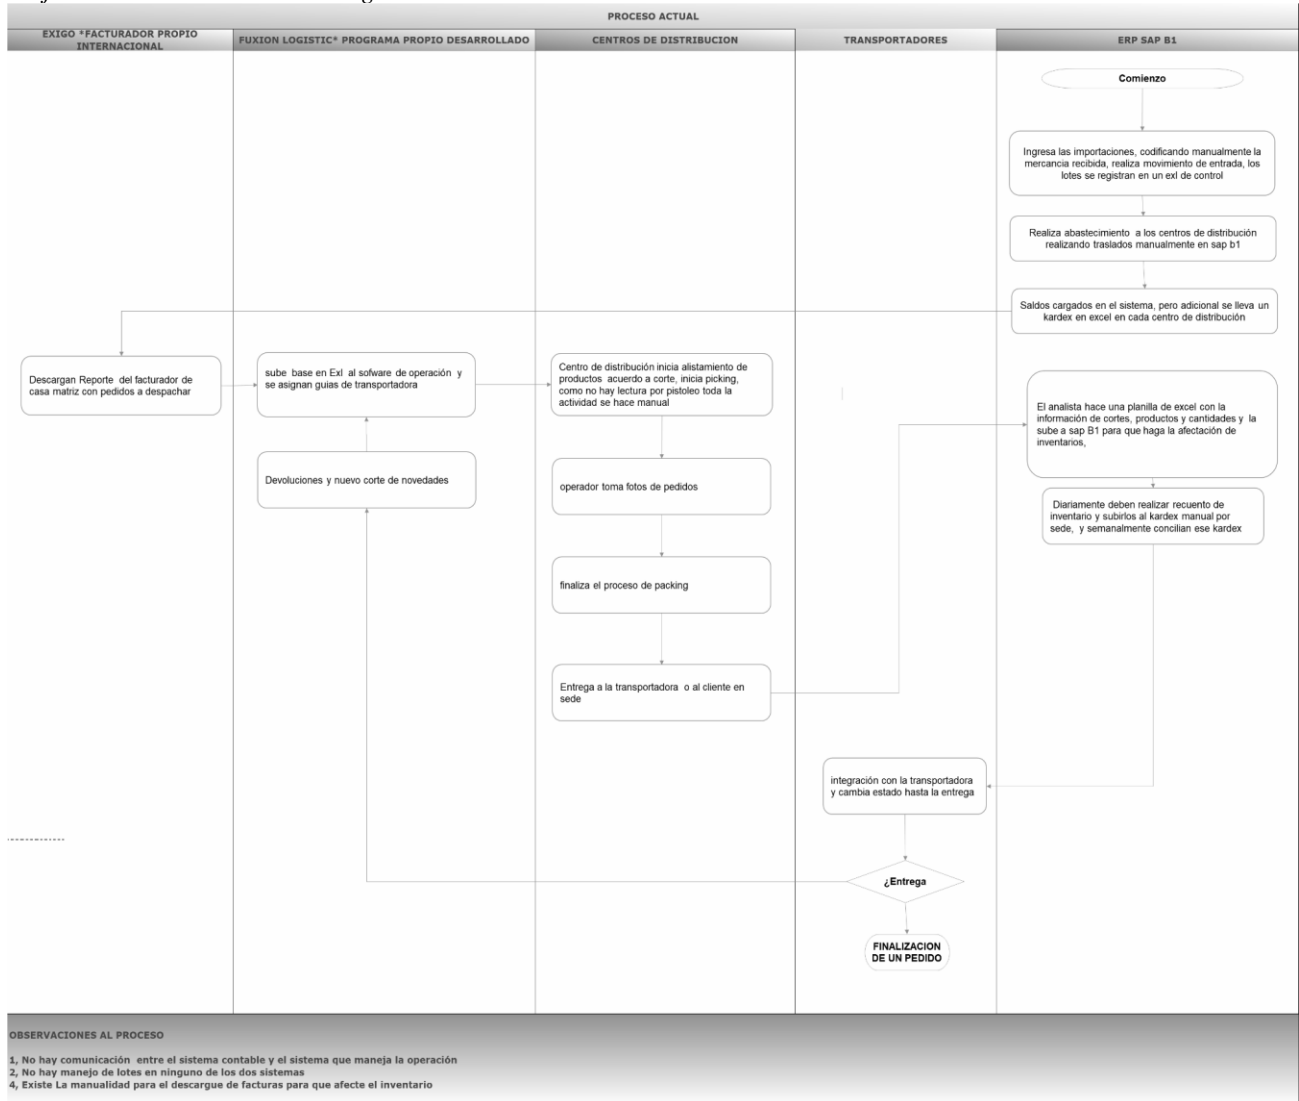 PROCESO ACTUAL
EXIGO *FACTURADOR PROPIO
INTERNACIONAL
FUXION LOGISTIC* PROGRAMA PROPIO DESARROLLADO
CENTROS DE DISTRIBUCION
TRANSPORTADORES
ERP SAP B1
Comienzo
Ingresa las importaciones, codificando manualmente la
mercancia recibida, realiza movimiento de entrada, los
lotes se registran en un exl de control
Realiza abastecimiento a los centros de distribución
realizando traslados manualmente en sap b1
Saldos cargados en el sistema, pero adicional se lleva un
kardex en excel en cada centro de distribución
Descargan Reporte del facturador de
casa matriz con pedidos a despachar
sube base en Exl al sofware de operación y
se asignan guias de transportadora
Centro de distribución inicia alistamiento de
productos acuerdo a corte, inicia picking,
como no hay lectura por pistoleo toda la
actividad se hace manual
El analista hace una planilla de excel con la
información de cortes, productos y cantidades y la
sube a sap B1 para que haga la afectación de
inventarios,
Devoluciones y nuevo corte de novedades
operador toma fotos de pedidos
Diariamente deben realizar recuento de
inventario y subirlos al kardex manual por
sede, y semanalmente concilian ese kardex
finaliza el proceso de packing
Entrega a la transportadora o al cliente en
sede
integración con la transportadora
y cambia estado hasta la entrega
¿Entrega
FINALIZACION
DE UN PEDIDO
OBSERVACIONES AL PROCESO
1, No hay comunicación entre el sistema contable y el sistema que maneja la operación
2, No hay manejo de lotes en ninguno de los dos sistemas
4, Existe La manualidad para el descargue de facturas para que afecte el inventario